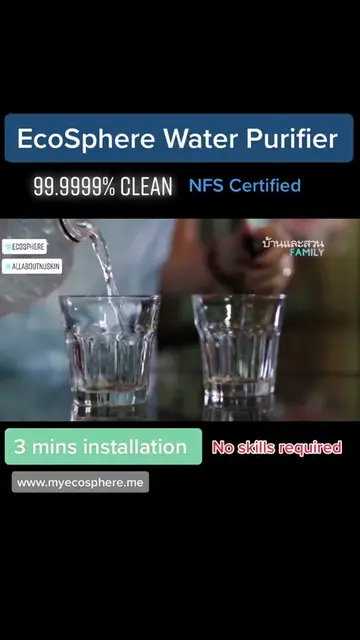 EcoSphere Water Purifier
99.9999% CLEAN
NFS Certified
#ECOSPHERE
#ALLABOUTNUSKIN
บ้านและสวน
FAMILY
3 mins installation
No skills required
www.myecosphere.me